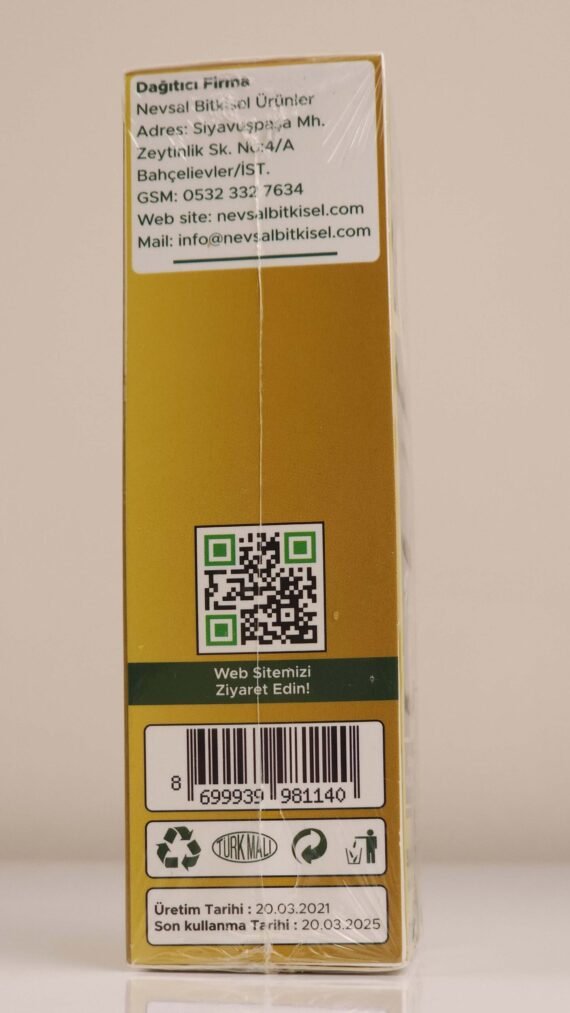 Dağıtıcı Firma
Nevsal Bitkisel Ürünler
Adres: Siyavuşpaşa Mh.
Zeytinlik Sk. No:4/A
Bahçelievler/İST.
GSM: 0532 332 7634
Web site: nevsalbitkisel.com
Mail: info@nevsalbitkisel.com
Web Sitemizi
Ziyaret Edin!
8 699939 981140
TÜRK MALI
Üretim Tarihi : 20.03.2021
Son kullanma Tarihi : 20.03.2025